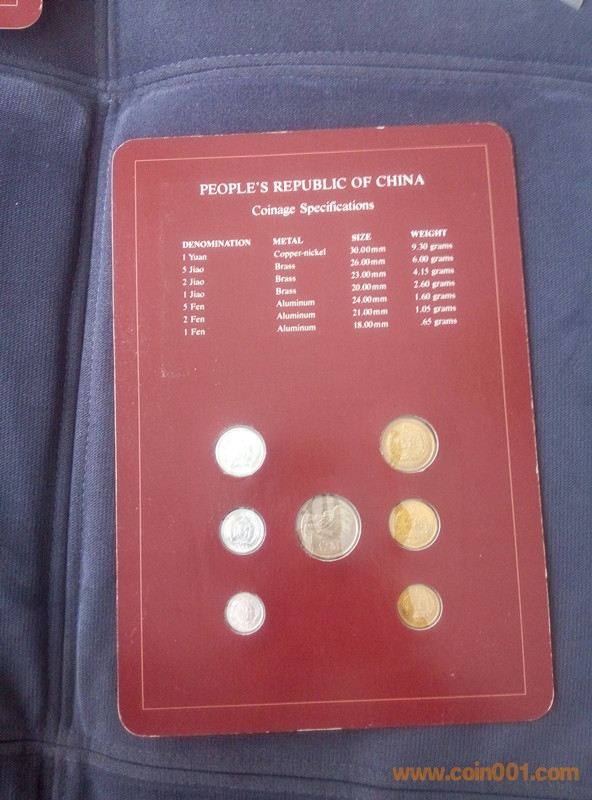 PEOPLE'S REPUBLIC OF CHINA
Coinage Specifications
DENOMINATION METAL SIZE WEIGHT
1 Yuan Copper-nickel 30.00mm 9.30 grams
5 Jiao Brass 26.00mm 6.00 grams
2 Jiao Brass 23.00mm 4.15 grams
1 Jiao Brass 20.00mm 2.60 grams
5 Fen Aluminum 24.00mm 1.60 grams
2 Fen Aluminum 21.00mm 1.05 grams
1 Fen Aluminum 18.00mm .65 grams
www.coin001.com